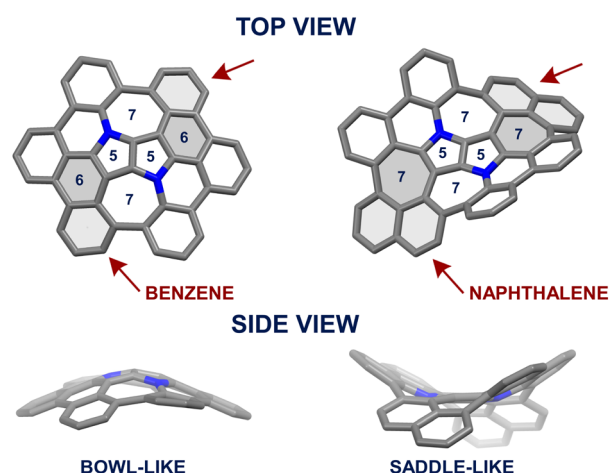 TOP VIEW
7
6
5 5
6
7
BENZENE
7
7
5 5
7
7
NAPHTHALENE
SIDE VIEW
BOWL-LIKE
SADDLE-LIKE